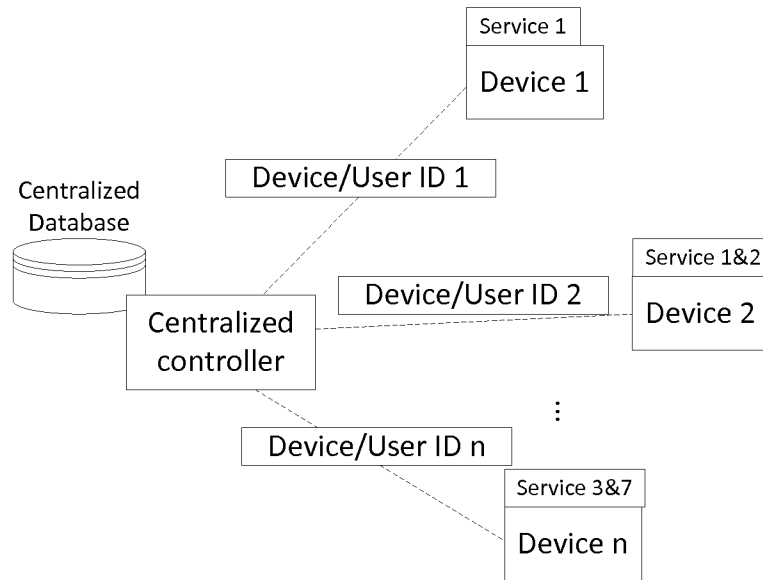 Service 1
Device 1
Device/User ID 1
Centralized
Database
Service 1&2
Device/User ID 2
Device 2
Centralized
controller
⋮
Device/User ID n
Service 3&7
Device n